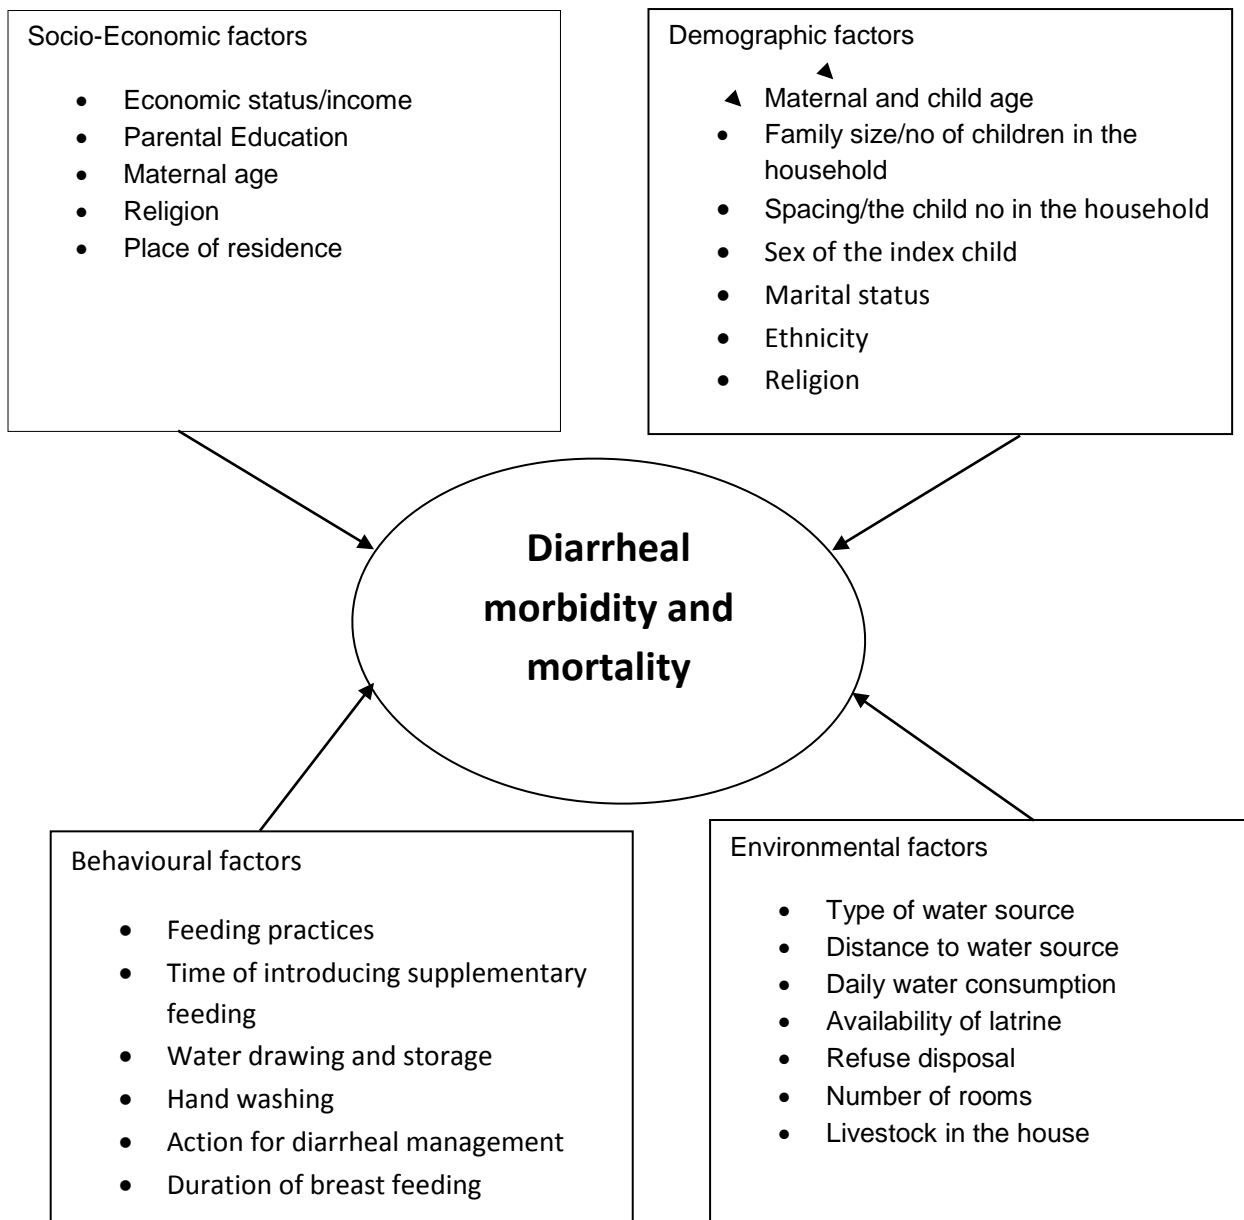 Socio-Economic factors
• Economic status/income
• Parental Education
• Maternal age
• Religion
• Place of residence
Demographic factors
Maternal and child age
• Family size/no of children in the
household
• Spacing/the child no in the household
• Sex of the index child
• Marital status
• Ethnicity
• Religion
Diarrheal
morbidity and
mortality
Behavioural factors
• Feeding practices
• Time of introducing supplementary
feeding
• Water drawing and storage
• Hand washing
• Action for diarrheal management
• Duration of breast feeding
Environmental factors
• Type of water source
• Distance to water source
• Daily water consumption
• Availability of latrine
• Refuse disposal
• Number of rooms
• Livestock in the house